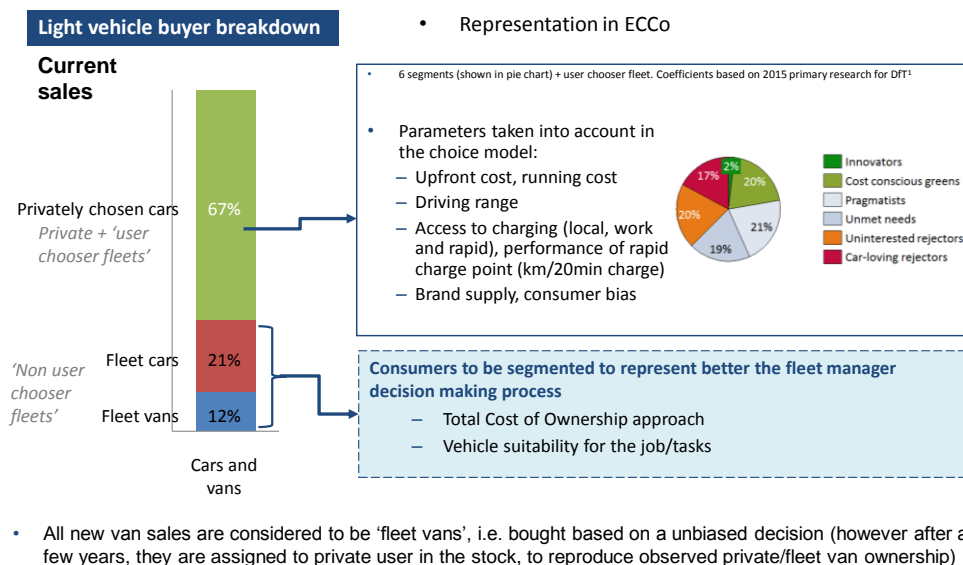 Light vehicle buyer breakdown
• Representation in ECCo
Current
sales
Privately chosen cars
Private + ‘user
chooser fleets’
67%
Fleet cars
21%
‘Non user
chooser
fleets’
Fleet vans
12%
Cars and
vans
• 6 segments (shown in pie chart) + user chooser fleet. Coefficients based on 2015 primary research for DfT¹
• Parameters taken into account in
the choice model:
– Upfront cost, running cost
– Driving range
– Access to charging (local, work
and rapid), performance of rapid
charge point (km/20min charge)
– Brand supply, consumer bias
2%
20%
21%
19%
20%
17%
Innovators
Cost conscious greens
Pragmatists
Unmet needs
Uninterested rejectors
Car-loving rejectors
Consumers to be segmented to represent better the fleet manager
decision making process
– Total Cost of Ownership approach
– Vehicle suitability for the job/tasks
• All new van sales are considered to be ‘fleet vans’, i.e. bought based on a unbiased decision (however after a
few years, they are assigned to private user in the stock, to reproduce observed private/fleet van ownership)